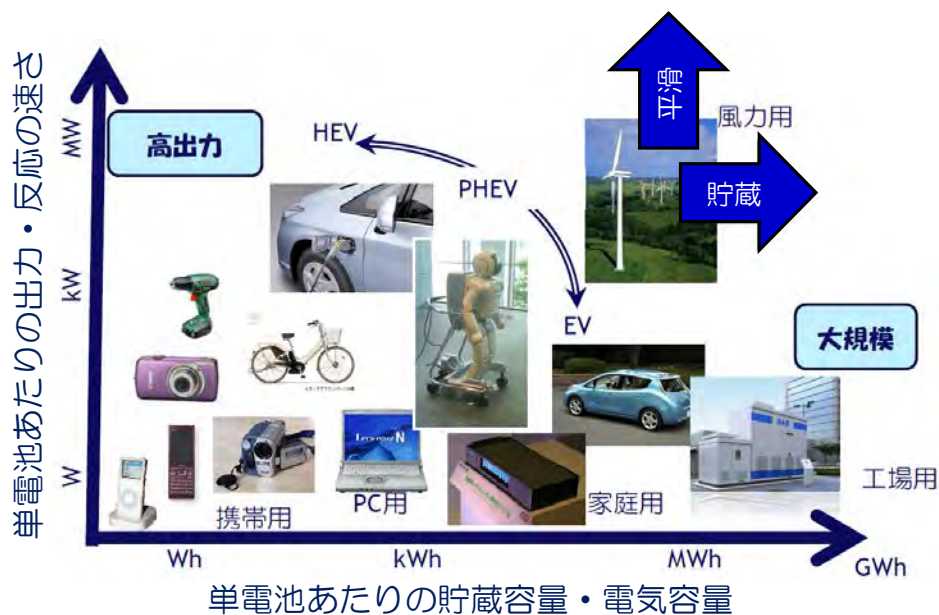 単電池あたりの出力・反応の速さ
MW
kW
W
高出力
HEV
PHEV
EV
平滑
風力用
貯蔵
大規模
携帯用
PC用
家庭用
工場用
Wh
kWh
MWh
GWh
単電池あたりの貯蔵容量・電気容量